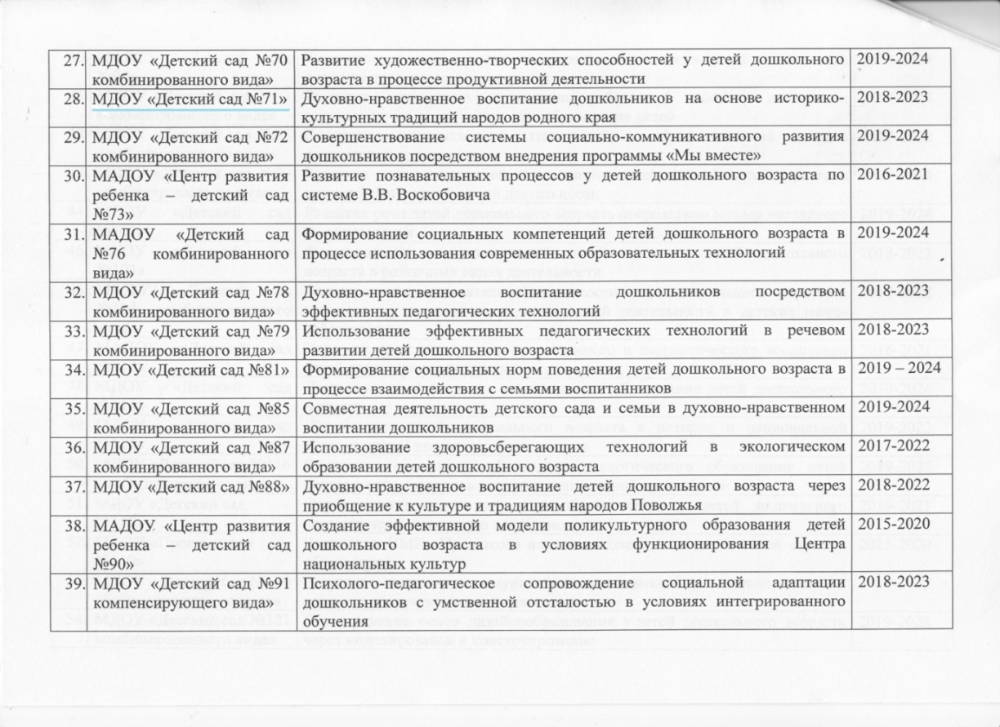 27. МДОУ «Детский сад №70 Развитие художественно-творческих способностей у детей дошкольного 2019-2024
комбинированного вида» возраста в процессе продуктивной деятельности
28. МДОУ «Детский сад №71» Духовно-нравственное воспитание дошкольников на основе историко- 2018-2023
культурных традиций народов родного края
29. МДОУ «Детский сад №72 Совершенствование системы социально-коммуникативного развития 2019-2024
комбинированного вида» дошкольников посредством внедрения программы «Мы вместе»
30. МАДОУ «Центр развития Развитие познавательных процессов у детей дошкольного возраста по 2016-2021
ребенка – детский сад системе В.В. Воскобовича
№73»
31. МАДОУ «Детский сад Формирование социальных компетенций детей дошкольного возраста в 2019-2024
№76 комбинированного процессе использования современных образовательных технологий
вида»
32. МДОУ «Детский сад №78 Духовно-нравственное воспитание дошкольников посредством 2018-2023
комбинированного вида» эффективных педагогических технологий
33. МДОУ «Детский сад №79 Использование эффективных педагогических технологий в речевом 2018-2023
комбинированного вида» развитии детей дошкольного возраста
34. МДОУ «Детский сад №81» Формирование социальных норм поведения детей дошкольного возраста в 2019 – 2024
процессе взаимодействия с семьями воспитанников
35. МДОУ «Детский сад №85 Совместная деятельность детского сада и семьи в духовно-нравственном 2019-2024
комбинированного вида» воспитании дошкольников
36. МДОУ «Детский сад №87 Использование здоровьсберегающих технологий в экологическом 2017-2022
комбинированного вида» образовании детей дошкольного возраста
37. МДОУ «Детский сад №88» Духовно-нравственное воспитание детей дошкольного возраста через 2018-2022
приобщение к культуре и традициям народов Поволжья
38. МАДОУ. «Центр развития Создание эффективной модели поликультурного образования детей 2015-2020
ребенка – детский сад дошкольного возраста в условиях функционирования Центра
№90» национальных культур
39. МДОУ «Детский сад №91 Психолого-педагогическое сопровождение социальной адаптации 2018-2023
компенсирующего вида» дошкольников с умственной отсталостью в условиях интегрированного
обучения